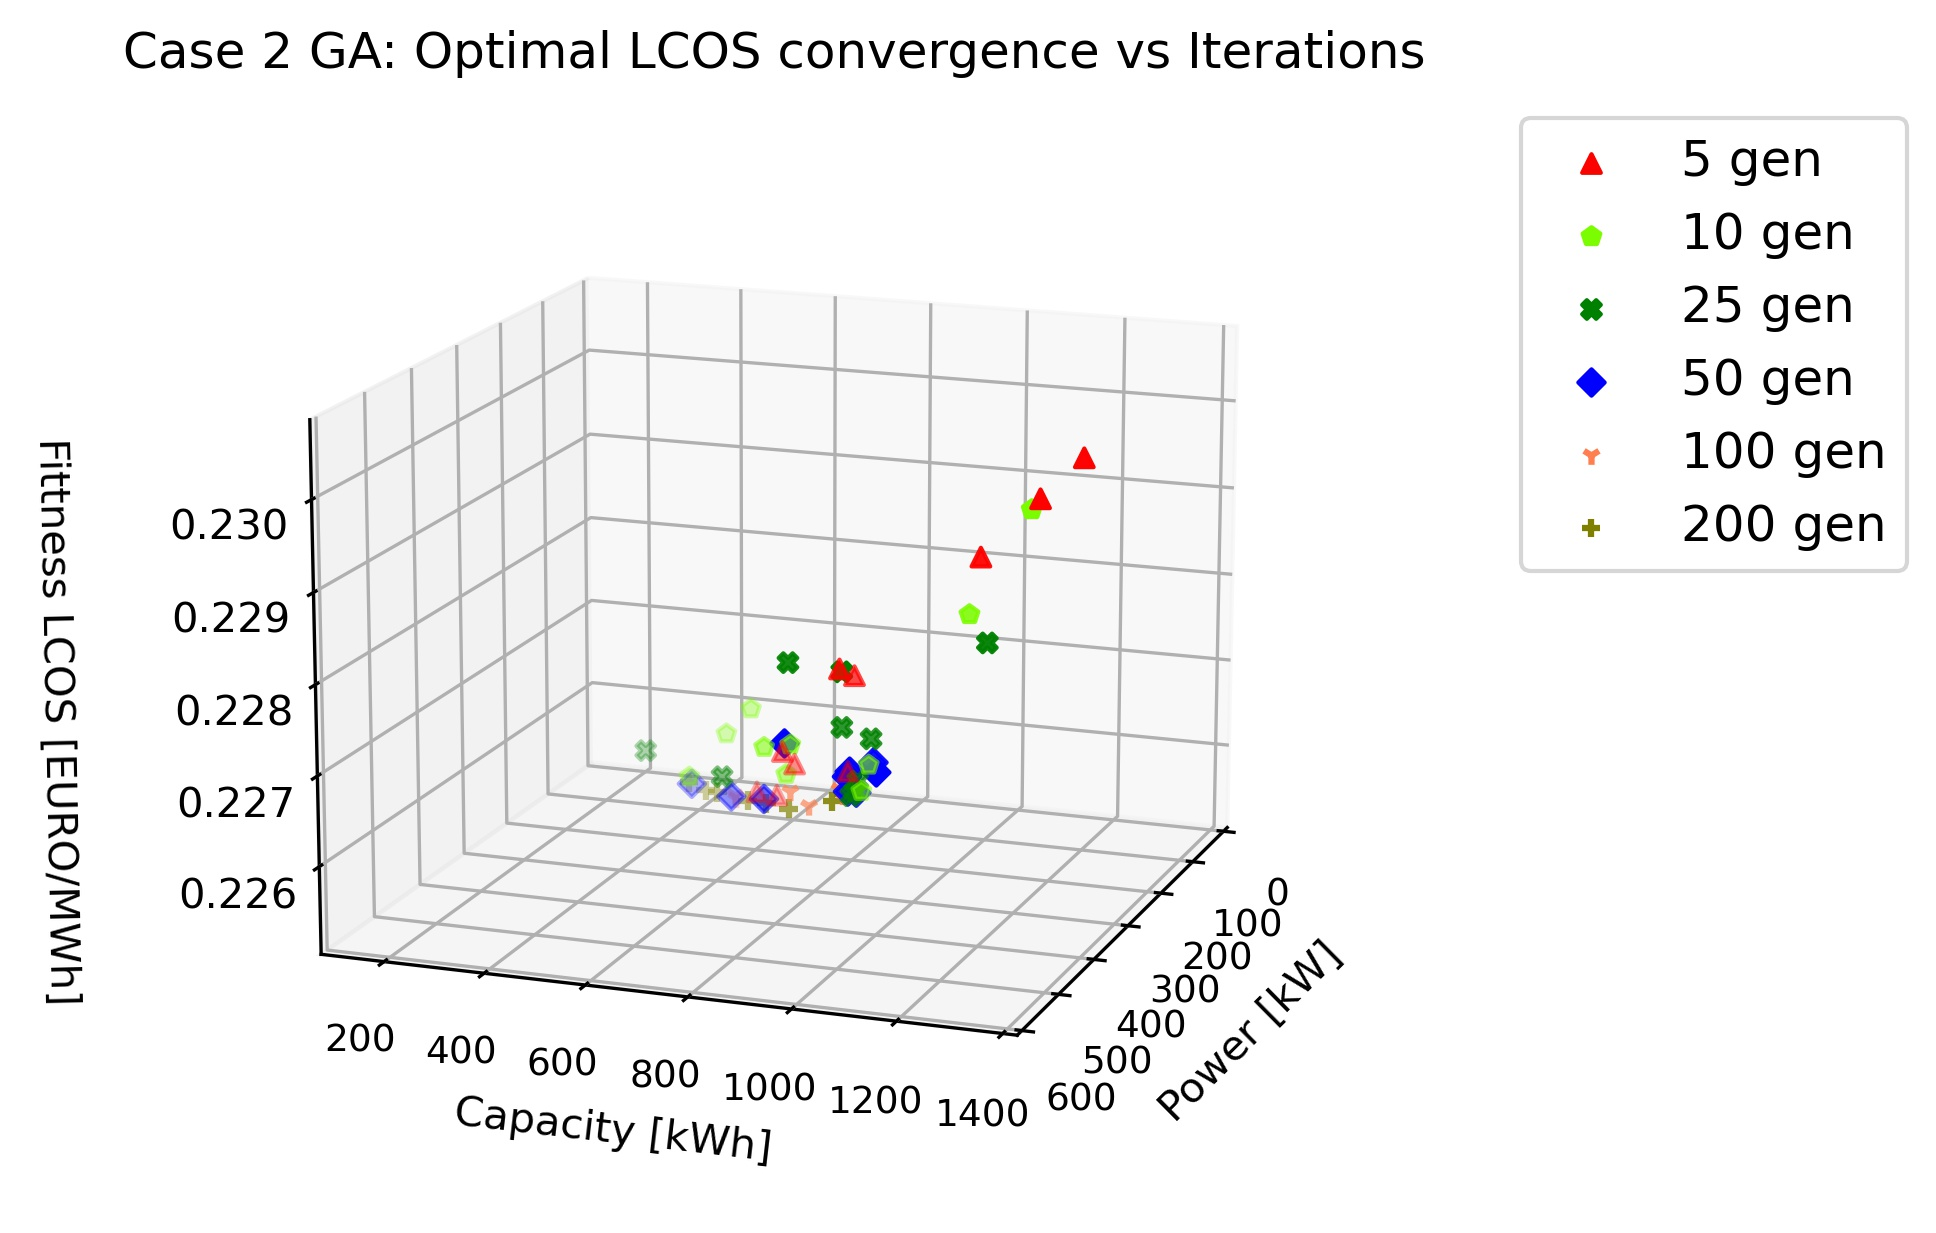 Case 2 GA: Optimal LCOS convergence vs Iterations
5 gen
10 gen
25 gen
50 gen
100 gen
200 gen
Fittness LCOS [EURO/MWh]
0.230
0.229
0.228
0.227
0.226
200
400
600
800
1000
1200
1400
Capacity [kWh]
0
100
200
300
400
500
600
Power [kW]